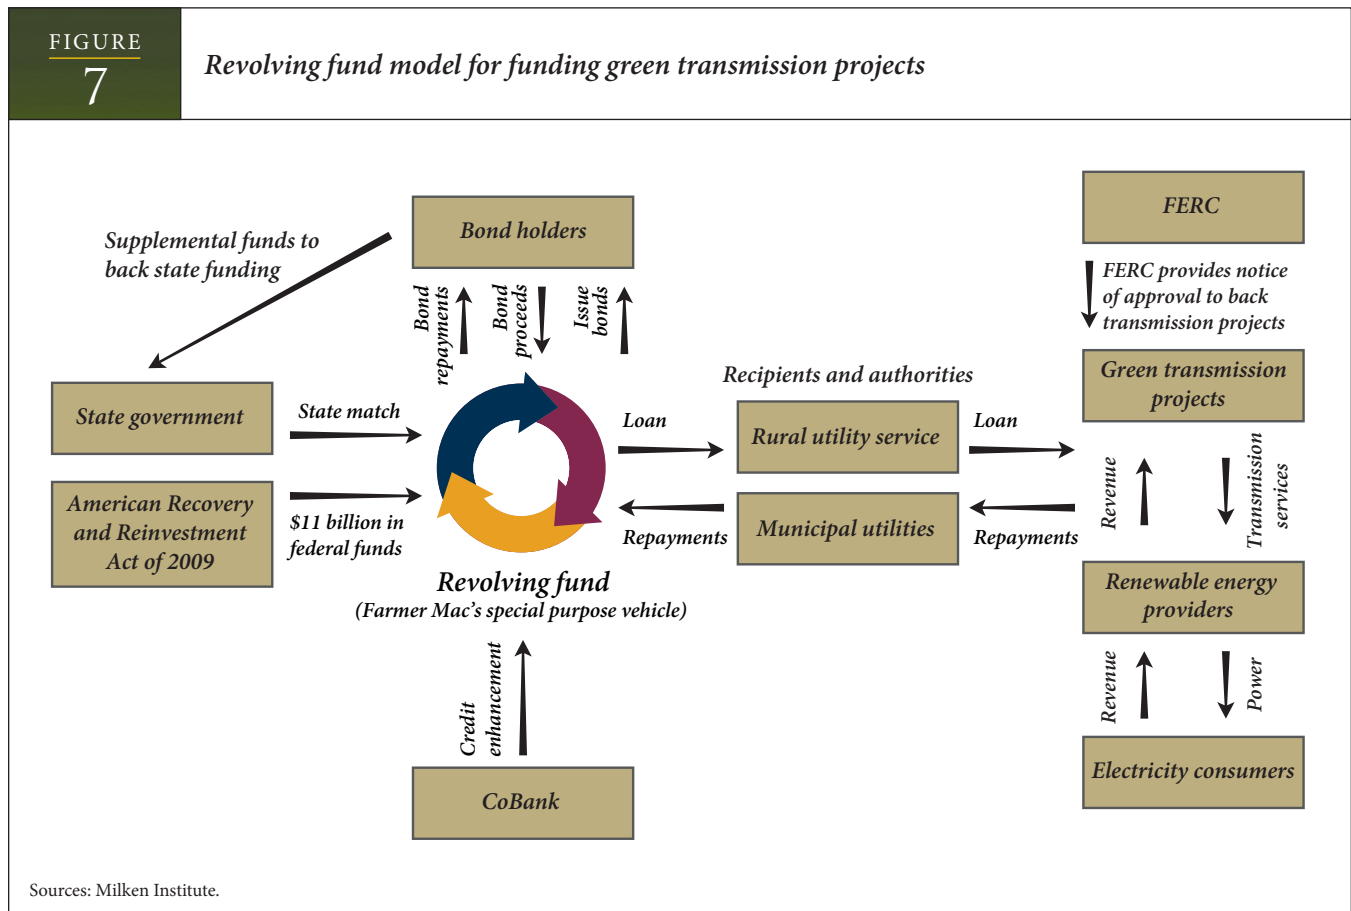 FIGURE
7
Revolving fund model for funding green transmission projects
Supplemental funds to
back state funding
Bond holders
Bond
repayments
Bond
proceeds
Issue
bonds
FERC
FERC provides notice
of approval to back
transmission projects
State government
State match
American Recovery
and Reinvestment
Act of 2009
$11 billion in
federal funds
Revolving fund
(Farmer Mac's special purpose vehicle)
Loan
Repayments
Recipients and authorities
Rural utility service
Municipal utilities
Loan
Repayments
Green transmission
projects
Revenue
Transmission
services
Renewable energy
providers
Revenue
Power
Electricity consumers
Credit
enhancement
CoBank
Sources: Milken Institute.